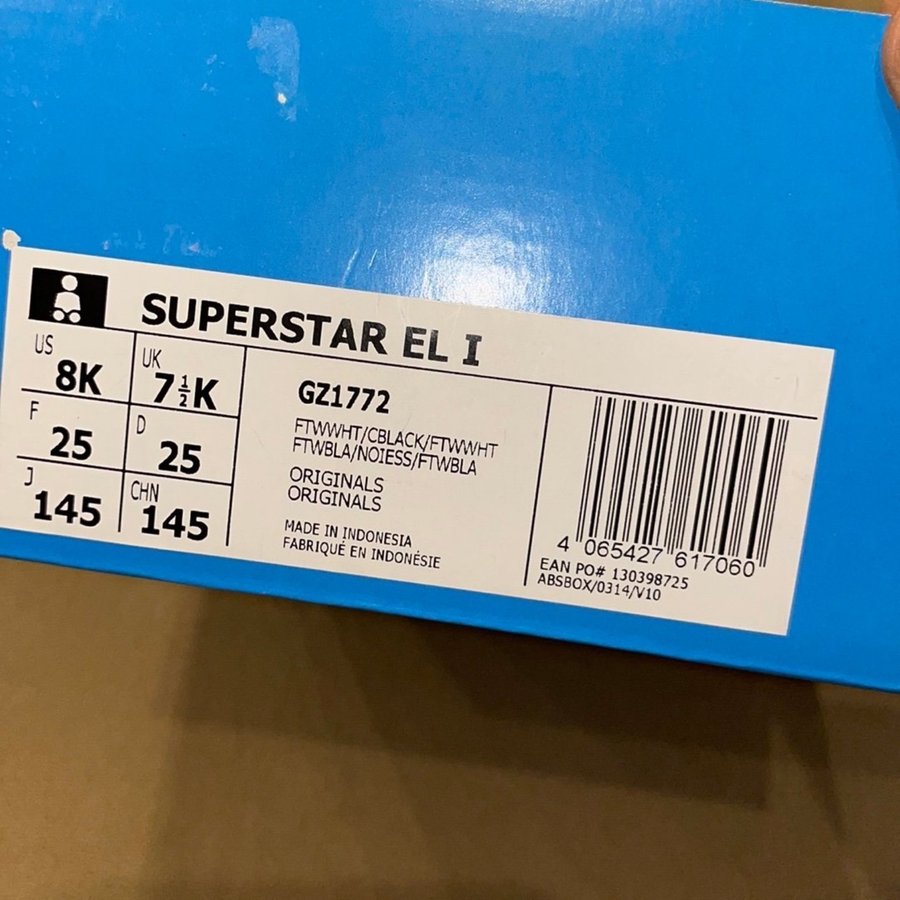 SUPERSTAR EL I
US 8K UK 7½K
F 25 D 25
J 145 CHN 145
GZ1772
FTWWHT/CBLACK/FTWWHT
FTWBLA/NOIESS/FTWBLA
ORIGINALS
ORIGINALS
MADE IN INDONESIA
FABRIQUÉ EN INDONÉSIE
4 065427 617060
EAN PO# 130398725
ABSBOX/0314/V10